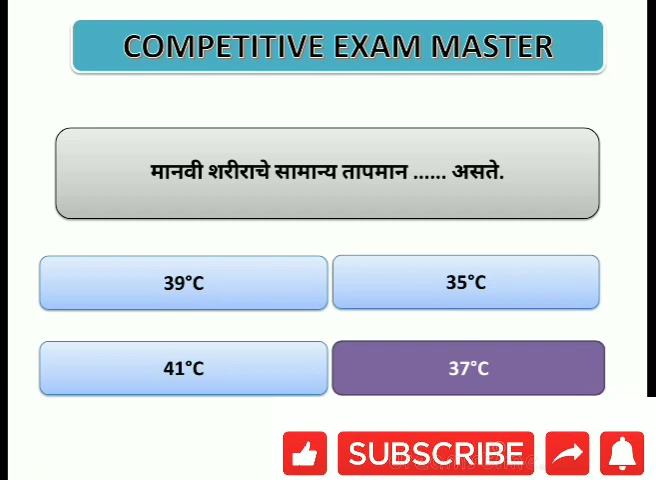 COMPETITIVE EXAM MASTER
मानवी शरीराचे सामान्य तापमान ...... असते.
39°C
35°C
41°C
37°C
SUBSCRIBE